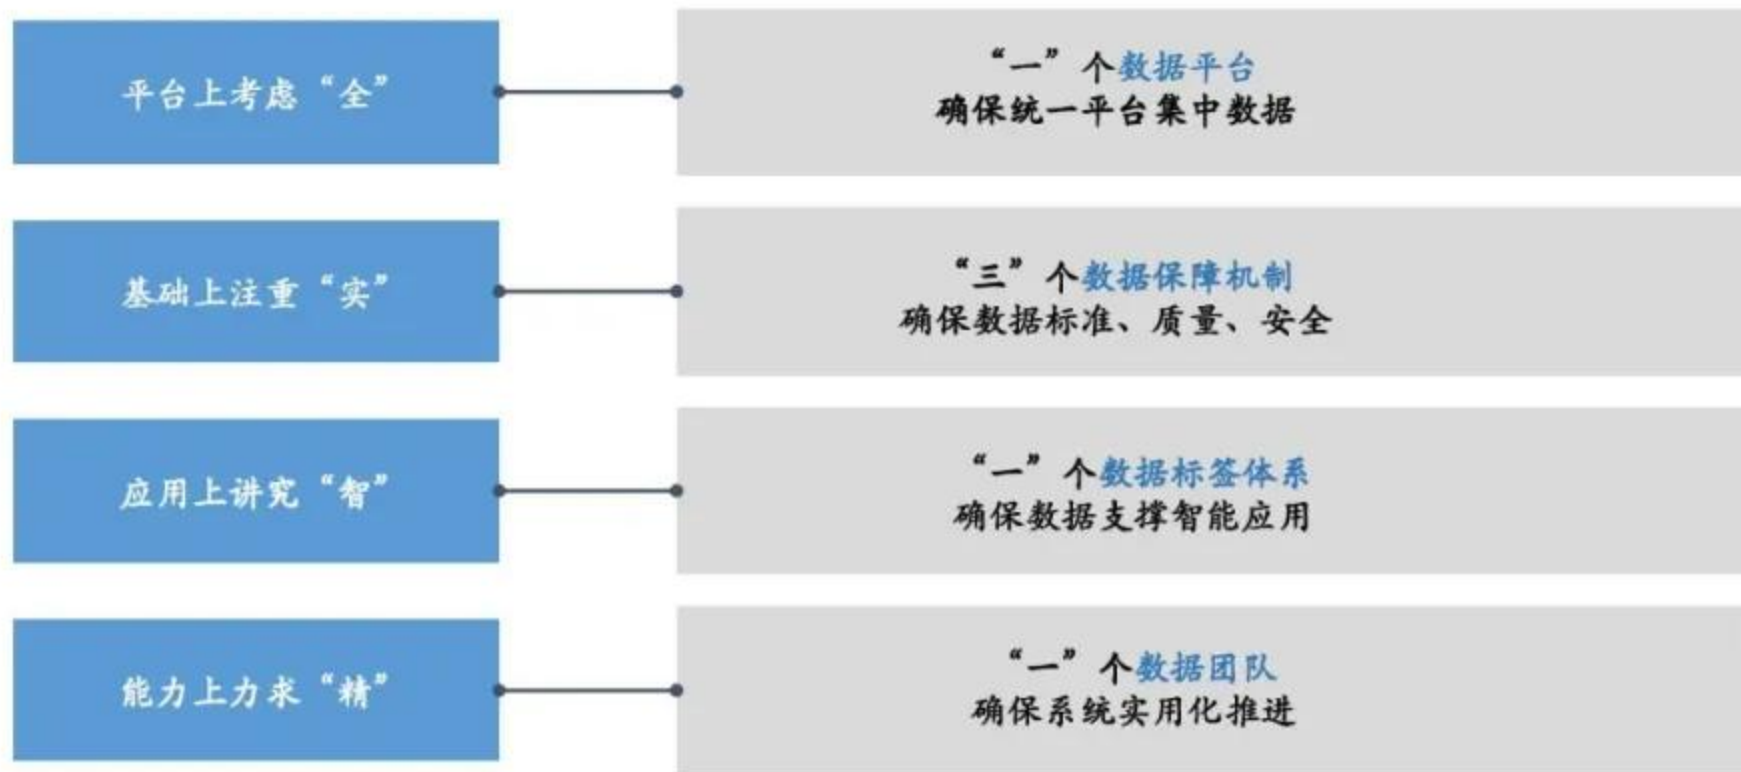 平台上考虑“全”
“一”个数据平台
确保统一平台集中数据
基础上注重“实”
“三”个数据保障机制
确保数据标准、质量、安全
应用上讲究“智”
“一”个数据标签体系
确保数据支撑智能应用
能力上力求“精”
“一”个数据团队
确保系统实用化推进